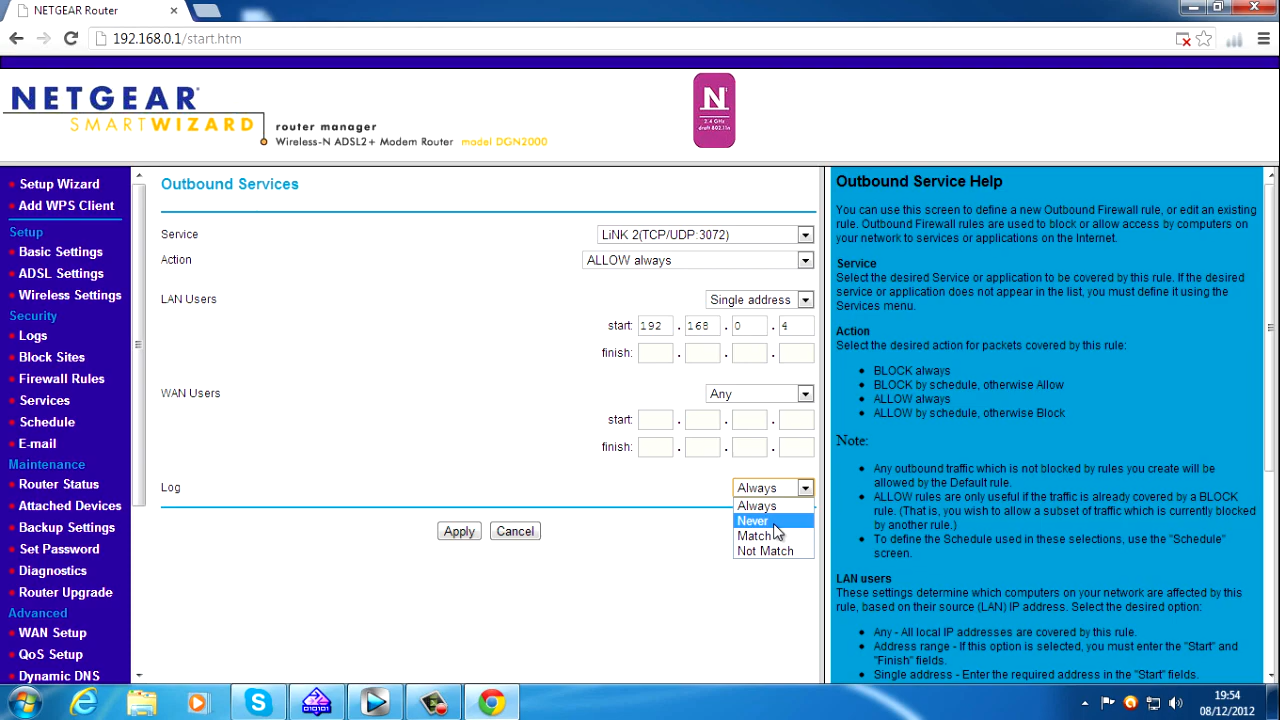 NETGEAR Router
192.168.0.1/start.htm
NETGEAR
SMARTWIZARD
router manager
Wireless-N ADSL2+ Modem Router model DGN2000
N
2.4 GHz
draft 802.11n
Setup Wizard
Add WPS Client
Setup
Basic Settings
ADSL Settings
Wireless Settings
Security
Logs
Block Sites
Firewall Rules
Services
Schedule
E-mail
Maintenance
Router Status
Attached Devices
Backup Settings
Set Password
Diagnostics
Router Upgrade
Advanced
WAN Setup
QoS Setup
Dynamic DNS
Outbound Services
Service LiNK 2(TCP/UDP:3072)
Action ALLOW always
LAN Users Single address
start: 192 . 168 . 0 . 4
finish: . . .
WAN Users Any
start: . . .
finish: . . .
Log Always
Always
Never
Match
Not Match
Apply Cancel
Outbound Service Help
You can use this screen to define a new Outbound Firewall rule, or edit an existing
rule. Outbound Firewall rules are used to block or allow access by computers on
your network to services or applications on the Internet.
Service
Select the desired Service or application to be covered by this rule. If the desired
service or application does not appear in the list, you must define it using the
Services menu.
Action
Select the desired action for packets covered by this rule:
• BLOCK always
• BLOCK by schedule, otherwise Allow
• ALLOW always
• ALLOW by schedule, otherwise Block
Note:
• Any outbound traffic which is not blocked by rules you create will be
allowed by the Default rule.
• ALLOW rules are only useful if the traffic is already covered by a BLOCK
rule. (That is, you wish to allow a subset of traffic which is currently blocked
by another rule.)
• To define the Schedule used in these selections, use the "Schedule"
screen.
LAN users
These settings determine which computers on your network are affected by this
rule, based on their source (LAN) IP address. Select the desired option:
• Any - All local IP addresses are covered by this rule.
• Address range - If this option is selected, you must enter the "Start" and
"Finish" fields.
• Single address - Enter the required address in the "Start" fields.
19:54
08/12/2012